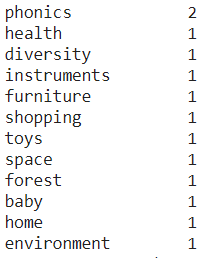 phonics 2
health 1
diversity 1
instruments 1
furniture 1
shopping 1
toys 1
space 1
forest 1
baby 1
home 1
environment 1